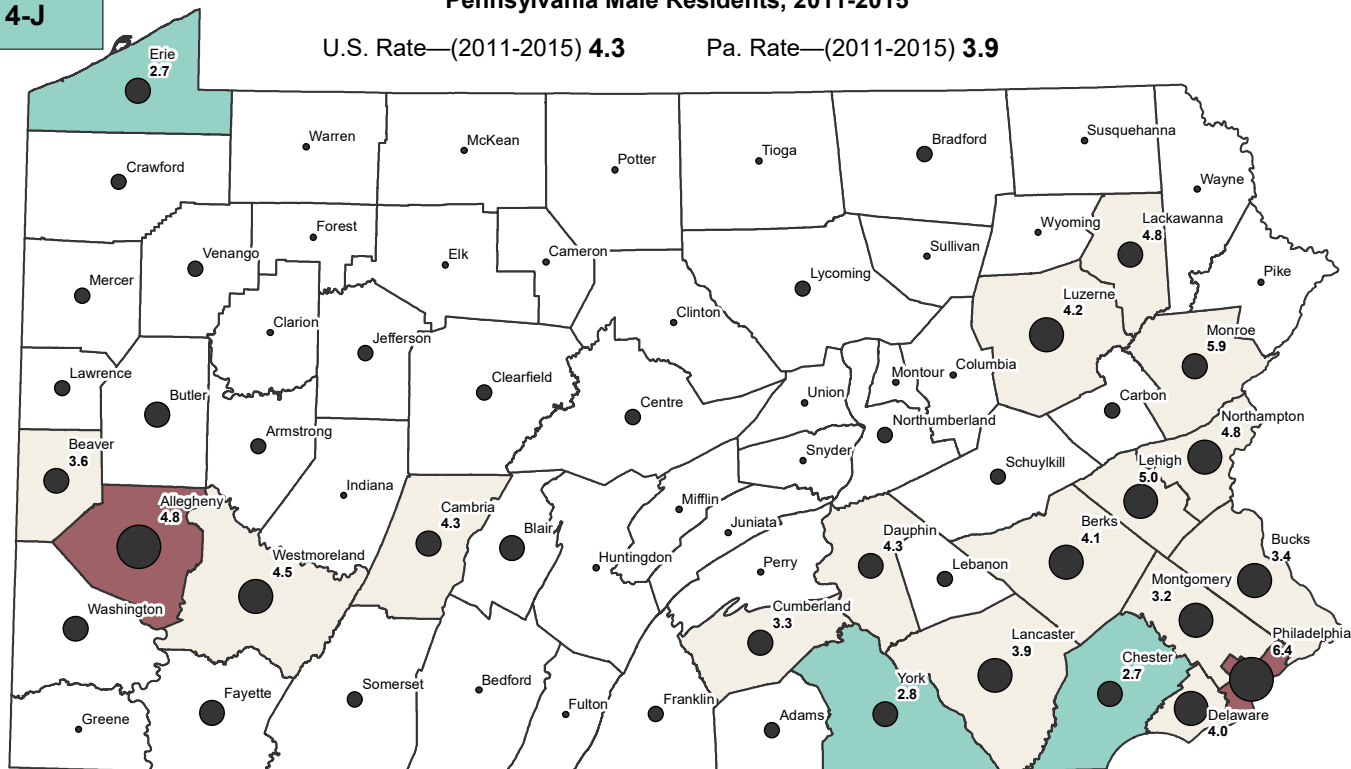 Pennsylvania Male Residents, 2011-2015
4-J
U.S. Rate—(2011-2015) 4.3
Pa. Rate—(2011-2015) 3.9
Erie
2.7
Warren
McKean
Potter
Tioga
Bradford
Susquehanna
Crawford
Wayne
Forest
Venango
Elk
Cameron
Sullivan
Wyoming
Lackawanna
4.8
Mercer
Lycoming
Pike
Clarion
Clinton
Luzerne
4.2
Jefferson
Monroe
5.9
Lawrence
Butler
Clearfield
Centre
Union
Montour
Columbia
Carbon
Northampton
4.8
Beaver
3.6
Armstrong
Northumberland
Snyder
Schuylkill
Lehigh
5.0
Indiana
Allegheny
4.8
Cambria
4.3
Blair
Mifflin
Juniata
Dauphin
4.3
Berks
4.1
Bucks
3.4
Westmoreland
4.5
Huntingdon
Perry
Lebanon
Montgomery
3.2
Washington
Cumberland
3.3
Lancaster
3.9
Philadelphia
6.4
Chester
2.7
Fayette
Somerset
Bedford
Fulton
Franklin
York
2.8
Greene
Adams
Delaware
4.0